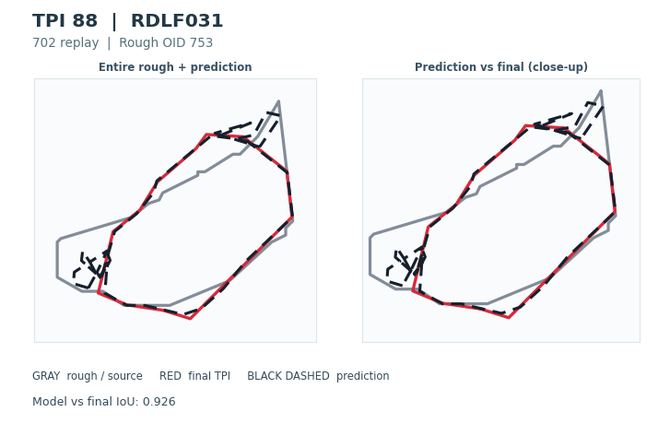 TPI 88 | RDLF031
702 replay | Rough OID 753
Entire rough + prediction
Prediction vs final (close-up)
GRAY rough / source RED final TPI BLACK DASHED prediction
Model vs final IoU: 0.926